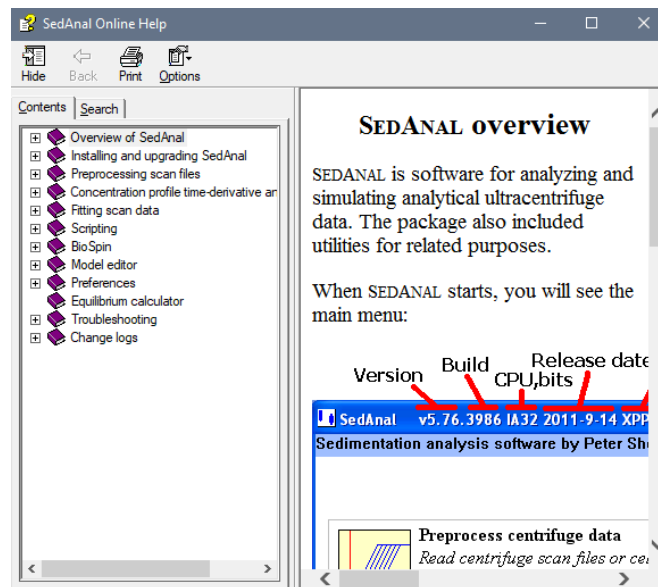 SedAnal Online Help
Hide Back Print Options
Contents Search
Overview of SedAnal
Installing and upgrading SedAnal
Preprocessing scan files
Concentration profile time-derivative an
Fitting scan data
Scripting
BioSpin
Model editor
Preferences
Equilibrium calculator
Troubleshooting
Change logs
SEDANAL OVERVIEW
SEDANAL is software for analyzing and
simulating analytical ultracentrifuge
data. The package also included
utilities for related purposes.
When SEDANAL starts, you will see the
main menu:
Version Build CPU,bits Release date
SedAnal v5.76.3986 IA32 2011-9-14 XPP
Sedimentation analysis software by Peter She
Preprocess centrifuge data
Read centrifuge scan files or